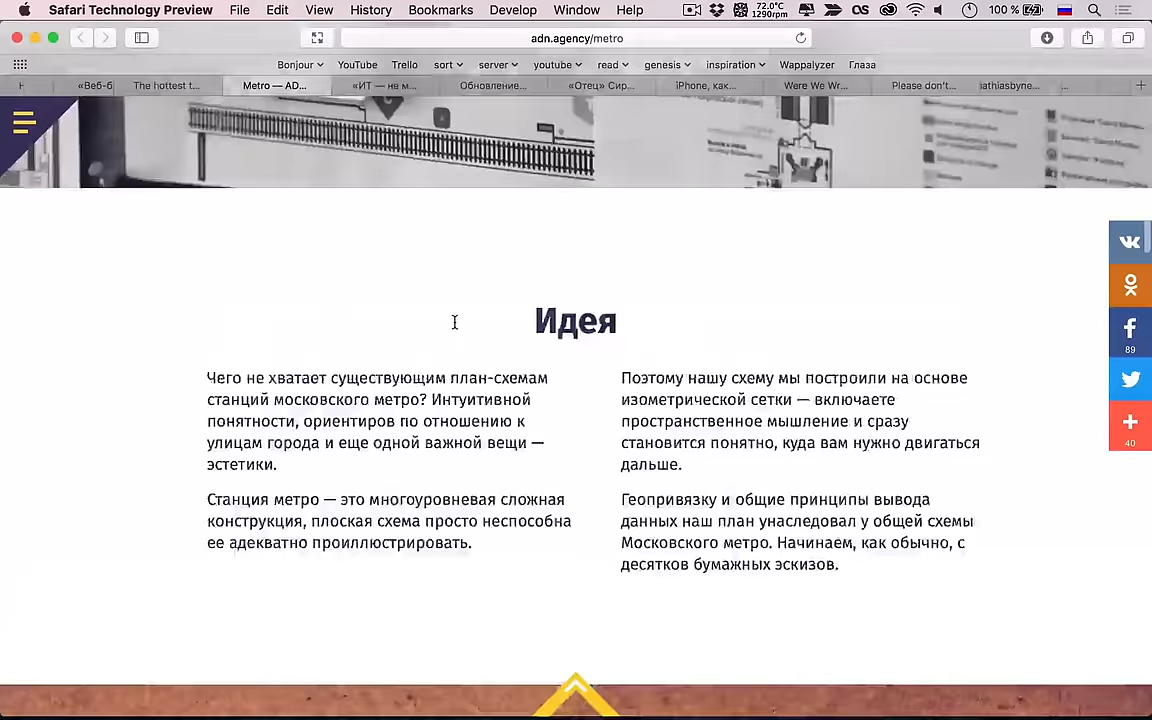 Safari Technology Preview File Edit View History Bookmarks Develop Window Help 72.0°C 1290rpm 100 %
adn.agency/metro
Bonjour YouTube Trello sort server youtube read genesis inspiration Wappalyzer Глаза
«Веб-б The hottest t... Metro — AD... «ИТ — не м... Обновление... «Отец» Сир... iPhone, как... Were We Wr... Please don't... iathiasbyne... ...
Идея
Чего не хватает существующим план-схемам
станций московского метро? Интуитивной
понятности, ориентиров по отношению к
улицам города и еще одной важной вещи —
эстетики.
Станция метро — это многоуровневая сложная
конструкция, плоская схема просто неспособна
ее адекватно проиллюстрировать.
Поэтому нашу схему мы построили на основе
изометрической сетки — включаете
пространственное мышление и сразу
становится понятно, куда вам нужно двигаться
дальше.
Геопривязку и общие принципы вывода
данных наш план унаследовал у общей схемы
Московского метро. Начинаем, как обычно, с
десятков бумажных эскизов.
89
40